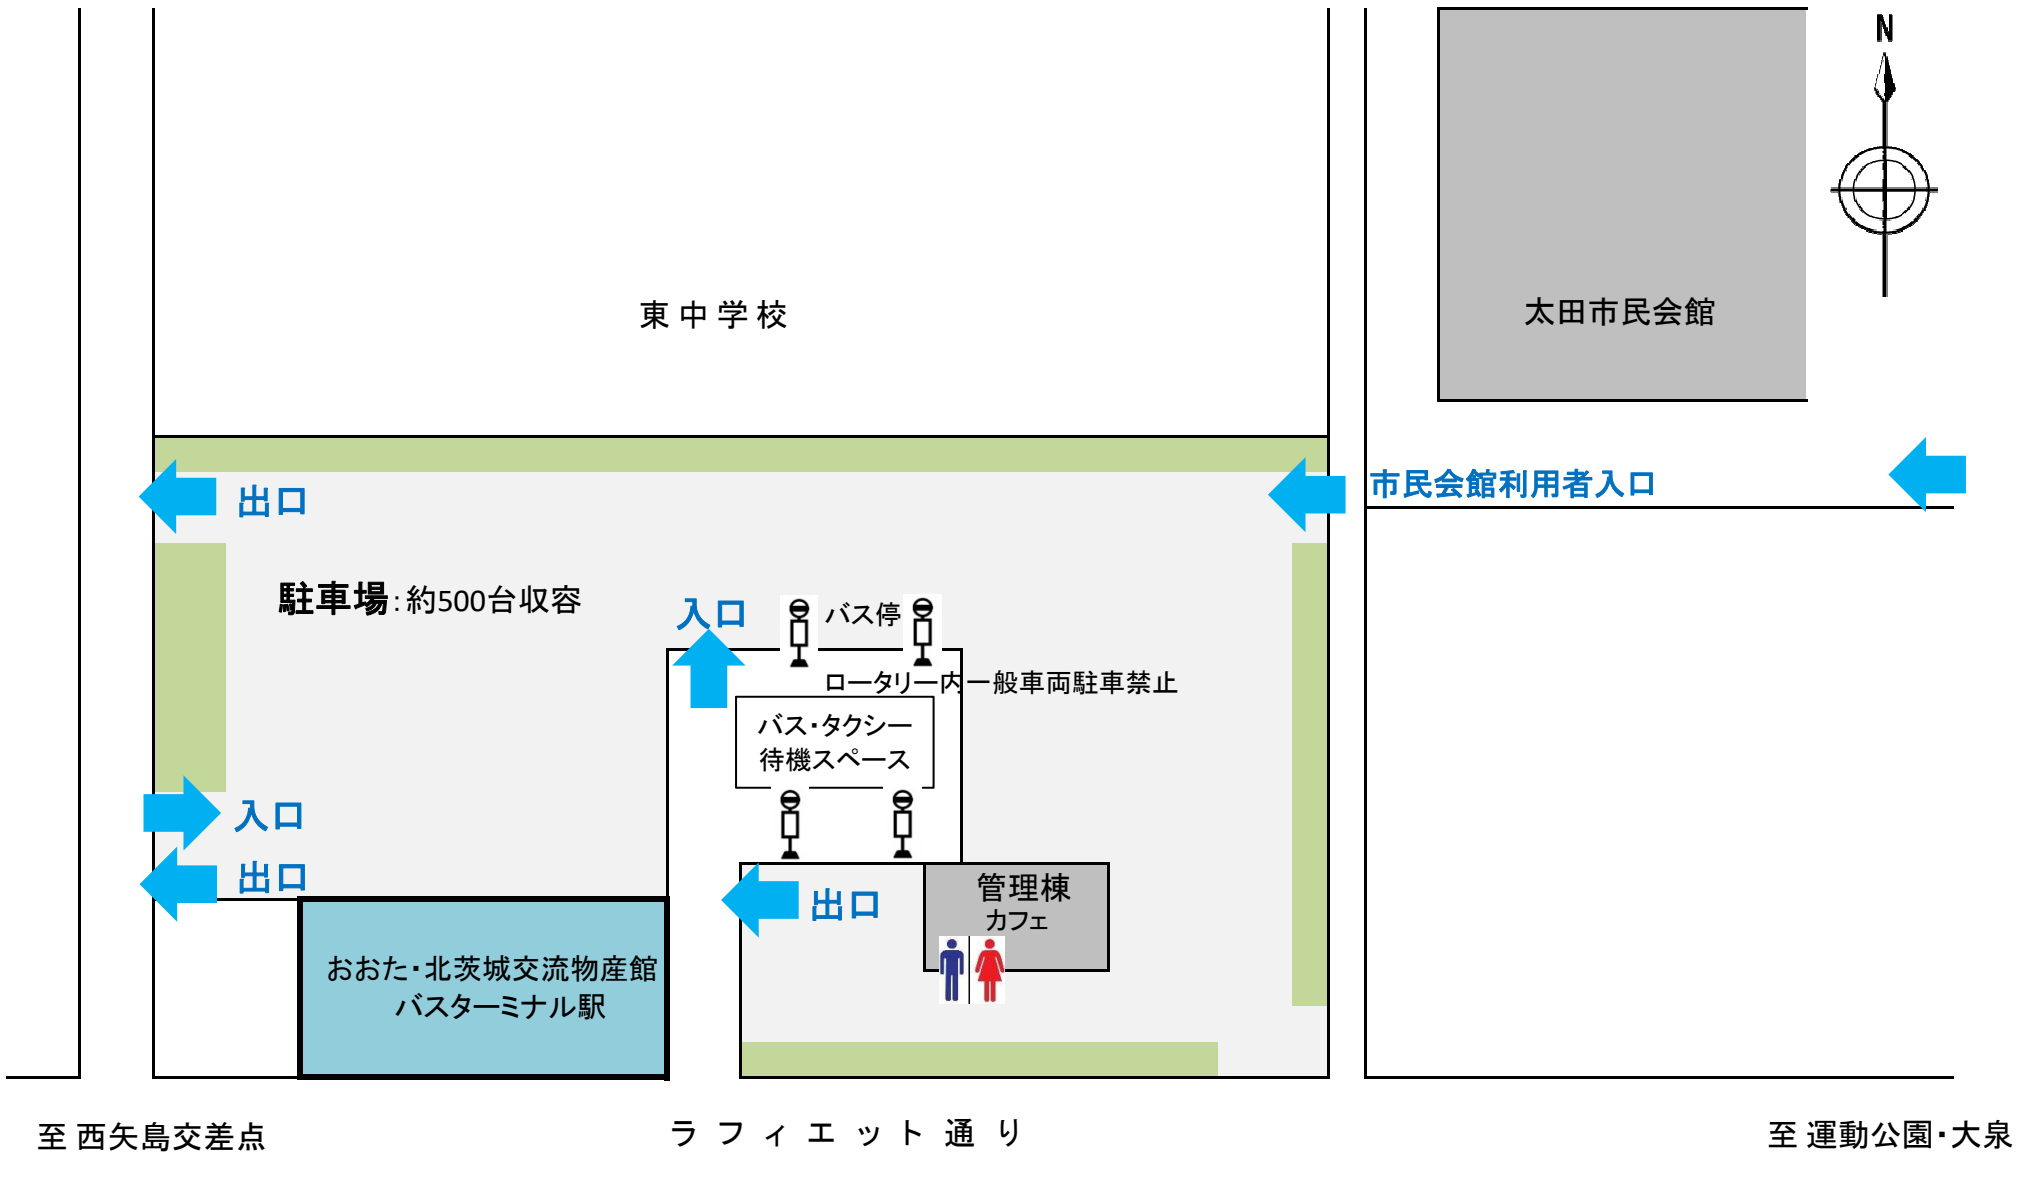 N
東中学校
太田市民会館
出口
市民会館利用者入口
駐車場：約500台収容
入口
バス停
ロータリー内一般車両駐車禁止
バス・タクシー
待機スペース
入口
出口
出口
管理棟
カフェ
おおた・北茨城交流物産館
バスターミナル駅
至 西矢島交差点
ラフィエット通り
至 運動公園・大泉